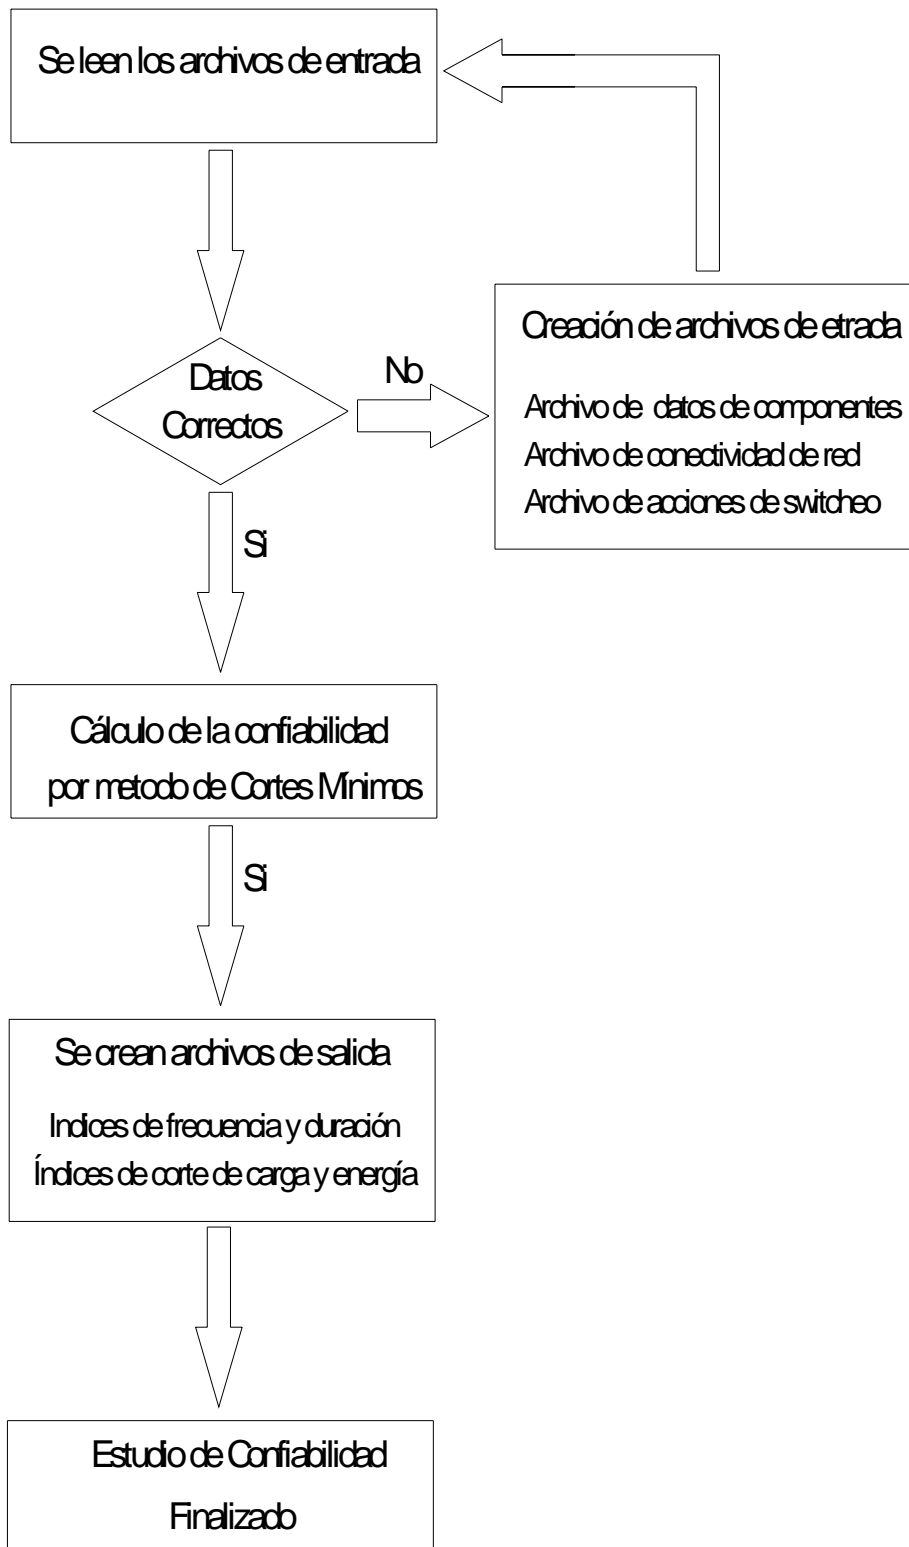 Se leen los archivos de entrada
Datos
Correctos
No
Creación de archivos de etrada
Archivo de datos de componentes
Archivo de conectividad de red
Archivo de acciones de switcheo
Si
Cálculo de la confiabilidad
por metodo de Cortes Mínimos
Si
Se crean archivos de salida
Indices de frecuencia y duración
Índices de corte de carga y energía
Estudio de Confiabilidad
Finalizado